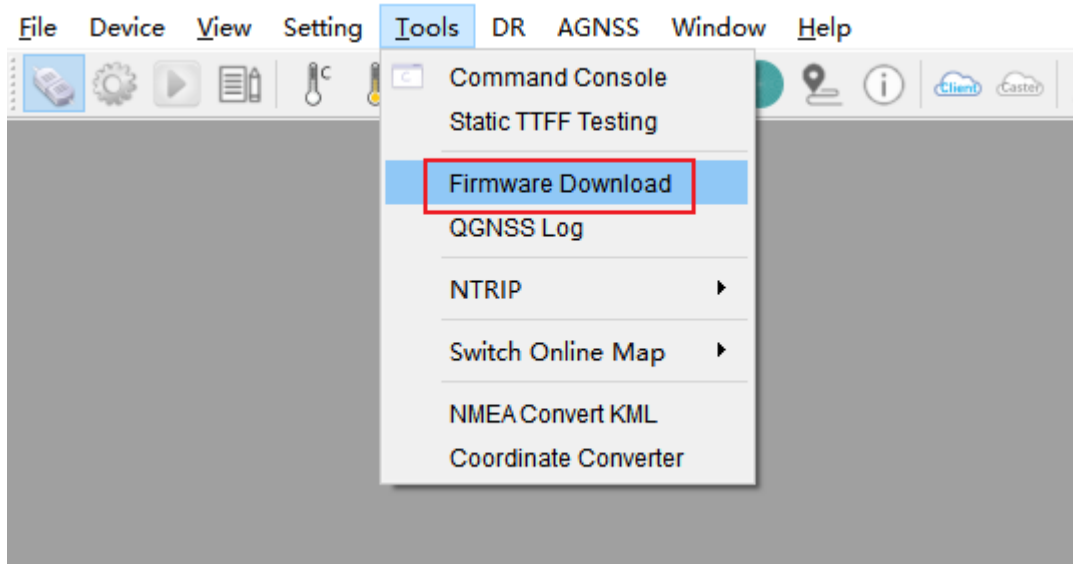 File Device View Setting Tools DR AGNSS Window Help
C
C Command Console
Client
Caster
Static TTFF Testing
Firmware Download
QGNSS Log
NTRIP
Switch Online Map
NMEA Convert KML
Coordinate Converter